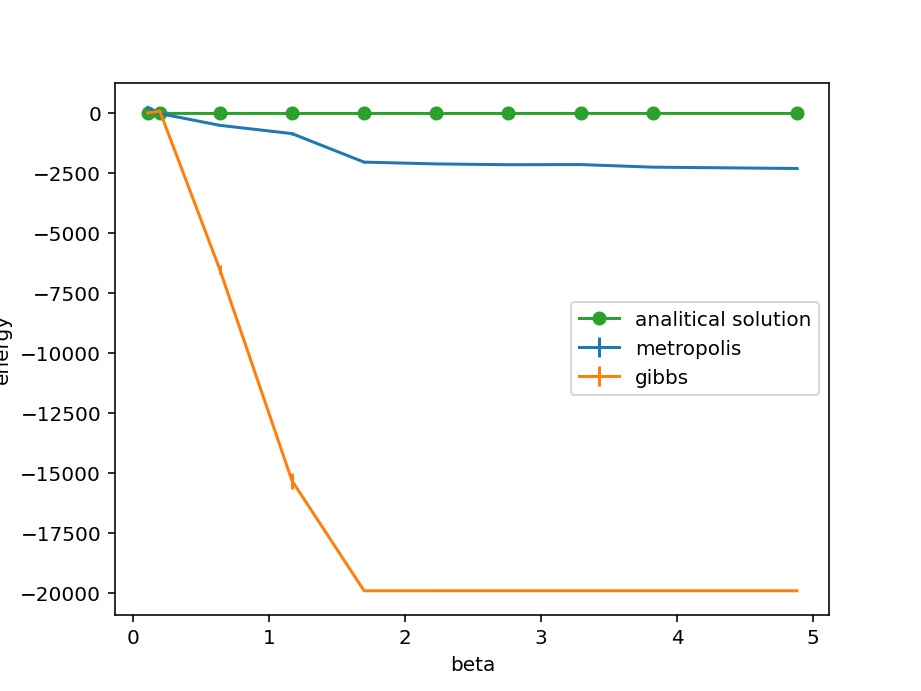 0
−2500
−5000
−7500
−10000
−12500
−15000
−17500
−20000
energy
analitical solution
metropolis
gibbs
0 1 2 3 4 5
beta